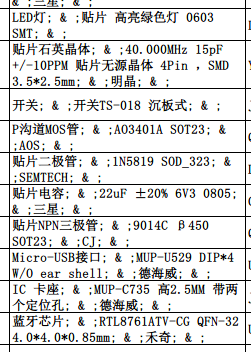 & ;三星; & ;
LED灯; & ;贴片 高亮绿色灯 0603
SMT; & ;
贴片石英晶体; & ;40.000MHz 15pF
+/-10PPM 贴片无源晶体 4Pin ，SMD
3.5*2.5mm; & ;明晶; & ;
开关; & ;开关TS-018 沉板式; & ;
P沟道MOS管; & ;AO3401A SOT23; &
;AOS; & ;
贴片二极管; & ;1N5819 SOD_323; &
;SEMTECH; & ;
贴片电容; & ;22uF ±20% 6V3 0805;
& ;三星; & ;
贴片NPN三极管; & ;9014C β450
SOT23; & ;CJ; & ;
Micro-USB接口; & ;MUP-U529 DIP*4
W/O ear shell; & ;德海威; & ;
IC 卡座; & ;MUP-C735 高2.5MM 带两
个定位孔; & ;德海威; & ;
蓝牙芯片; & ;RTL8761ATV-CG QFN-32
4.0*4.0*0.85mm; & ;禾奇; & ;